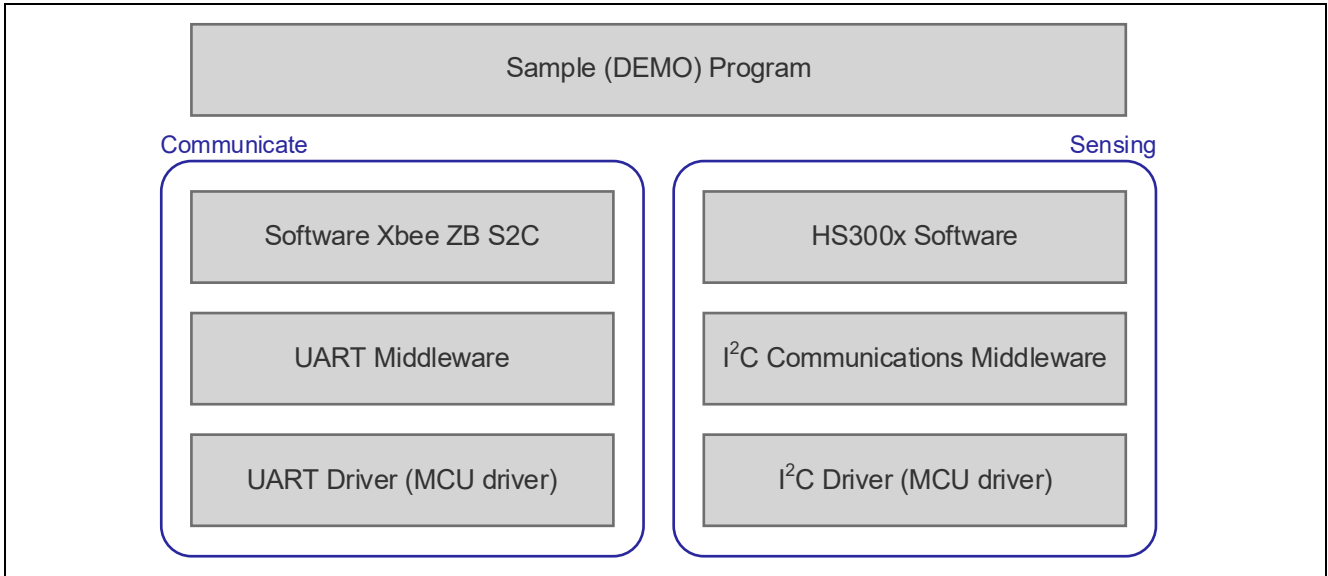 Sample (DEMO) Program
Communicate
Sensing
Software Xbee ZB S2C
HS300x Software
UART Middleware
I²C Communications Middleware
UART Driver (MCU driver)
I²C Driver (MCU driver)